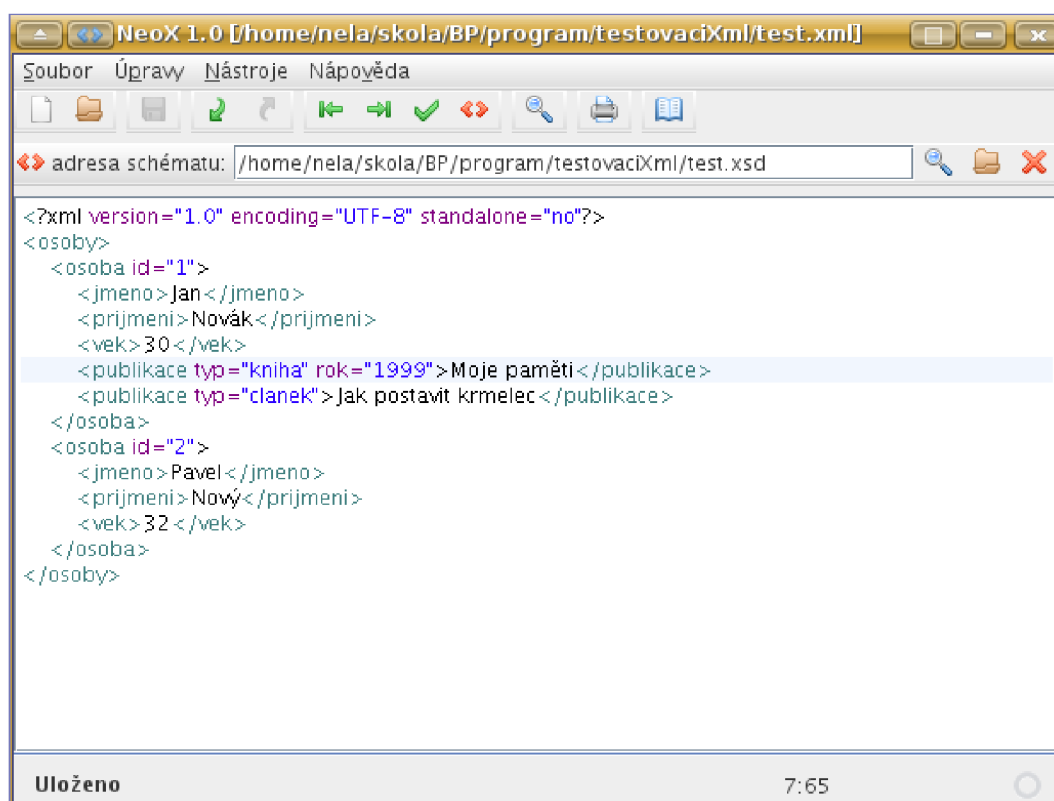 NeoX 1.0 [/home/nela/skola/BP/program/testovaciXml/test.xml]
Soubor Úpravy Nástroje Nápověda
adresa schématu: /home/nela/skola/BP/program/testovaciXml/test.xsd
<?xml version="1.0" encoding="UTF-8" standalone="no"?>
<osoby>
  <osoba id="1">
    <jmeno>Jan</jmeno>
    <prijmeni>Novák</prijmeni>
    <vek>30</vek>
    <publikace typ="kniha" rok="1999">Moje paměti</publikace>
    <publikace typ="clanek">Jak postavit krmelec</publikace>
  </osoba>
  <osoba id="2">
    <jmeno>Pavel</jmeno>
    <prijmeni>Nový</prijmeni>
    <vek>32</vek>
  </osoba>
</osoby>
Uloženo 7:65